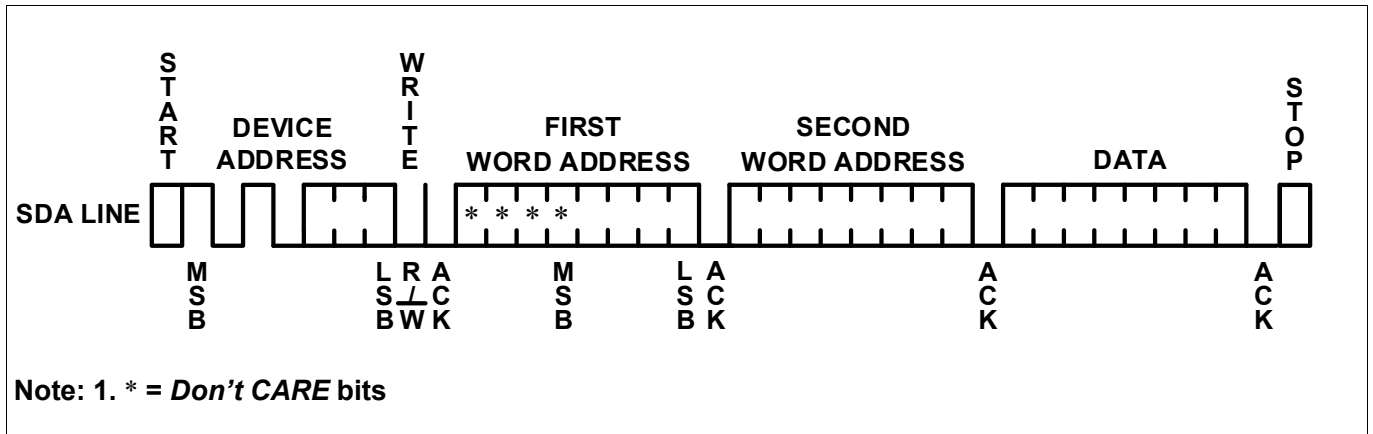 START
WRITE
STOP
DEVICE
ADDRESS
FIRST
WORD ADDRESS
SECOND
WORD ADDRESS
DATA
SDA LINE
* * * *
MSB
LSB
R/W
ACK
MSB
LSB
ACK
ACK
ACK
Note: 1. * = Don't CARE bits